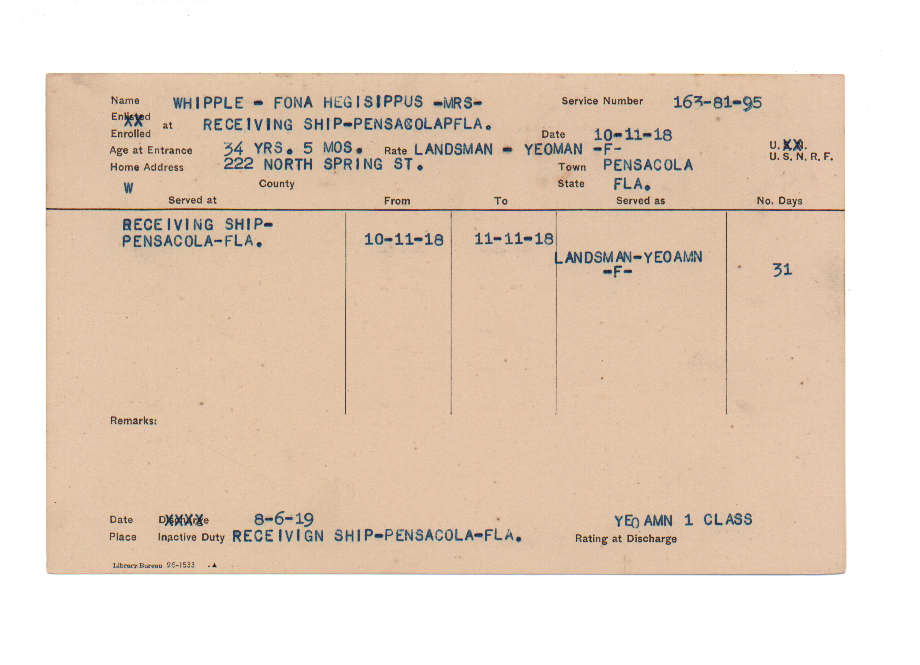 Name WHIPPLE - FONA HEGISIPPUS -MRS- Service Number 163-81-95
Enlisted
Enrolled at RECEIVING SHIP-PENSACOLAPFLA. Date 10-11-18
Age at Entrance 34 YRS. 5 MOS. Rate LANDSMAN - YEOMAN -F- U. XX.
U. S. N. R. F.
Home Address 222 NORTH SPRING ST. Town PENSACOLA
W County State FLA.
Served at From To Served as No. Days
RECEIVING SHIP-
PENSACOLA-FLA. 10-11-18 11-11-18
LANDSMAN-YEOAMN
-F- 31
Remarks:
Date XXXX 8-6-19 YEOAMN 1 CLASS
Place Inactive Duty RECEIVIGN SHIP-PENSACOLA-FLA. Rating at Discharge
Library Bureau 26-1533